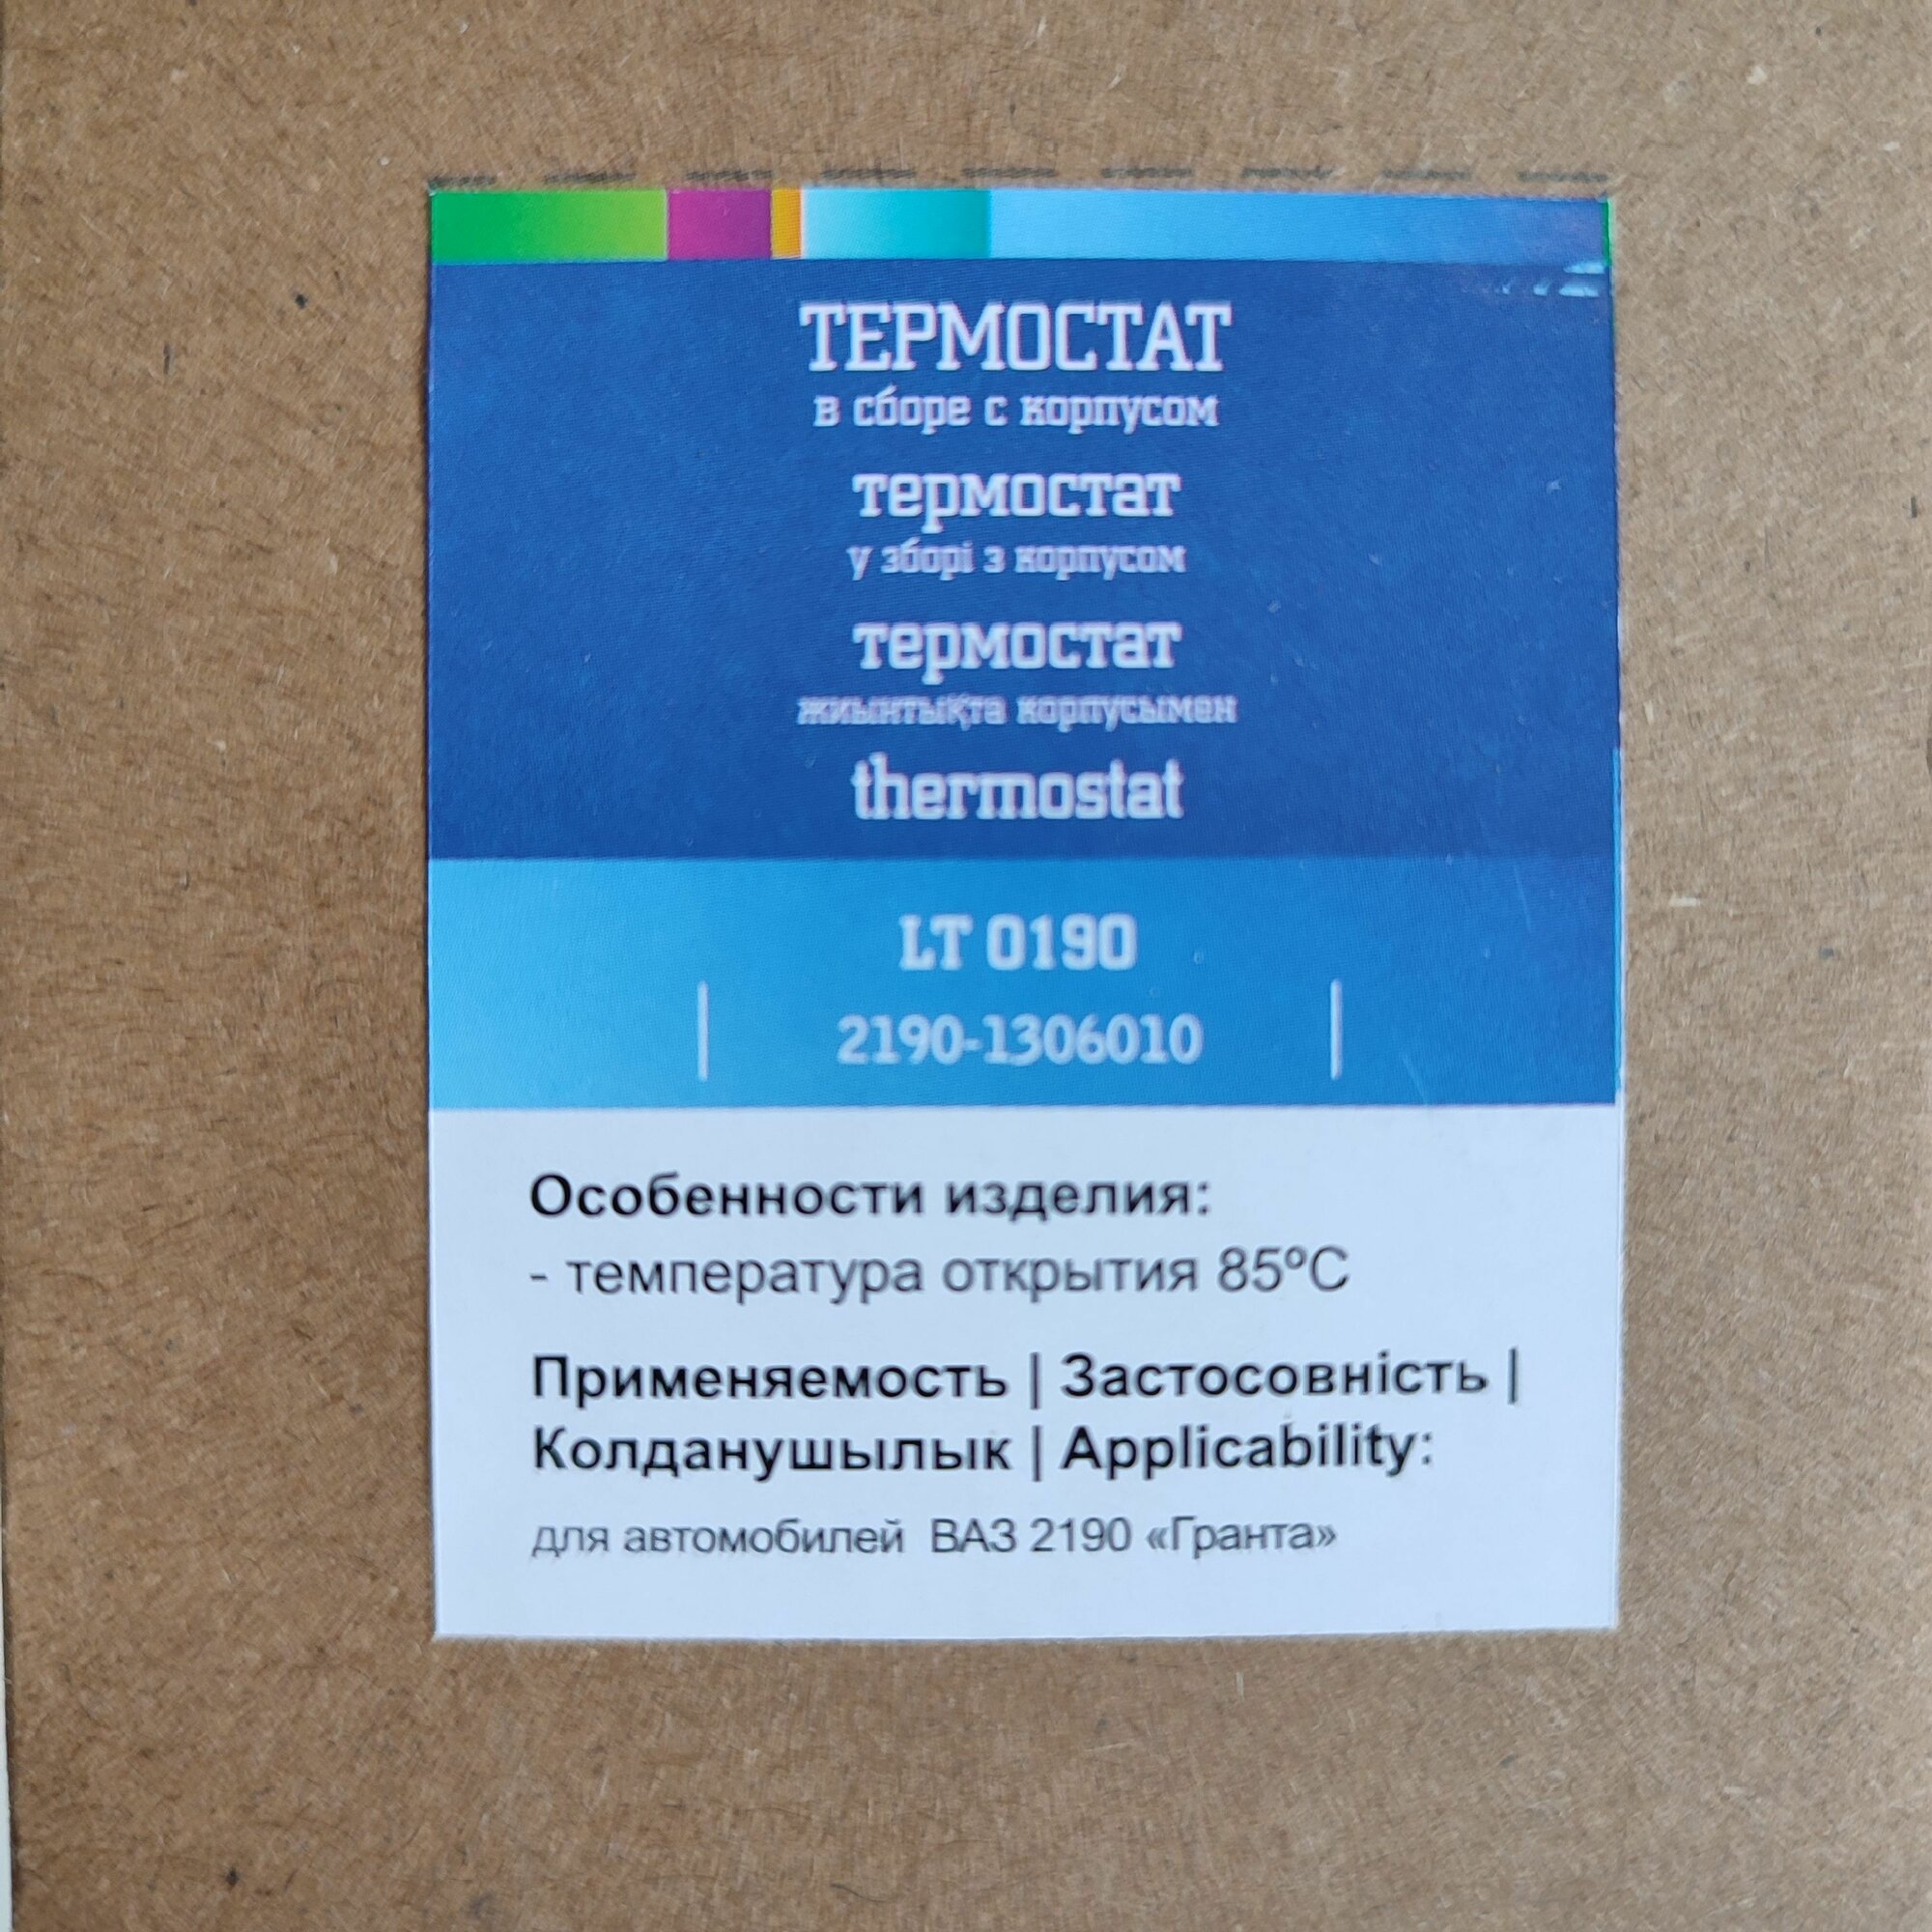 ТЕРМОСТАТ
в сборе с корпусом
термостат
у зборі з корпусом
термостат
жиынтықта корпусымен
thermostat
LT 0190
2190-1306010
Особенности изделия:
- температура открытия 85ºC
Применяемость | Застосовність |
Колданушылык | Applicability:
для автомобилей ВАЗ 2190 «Гранта»